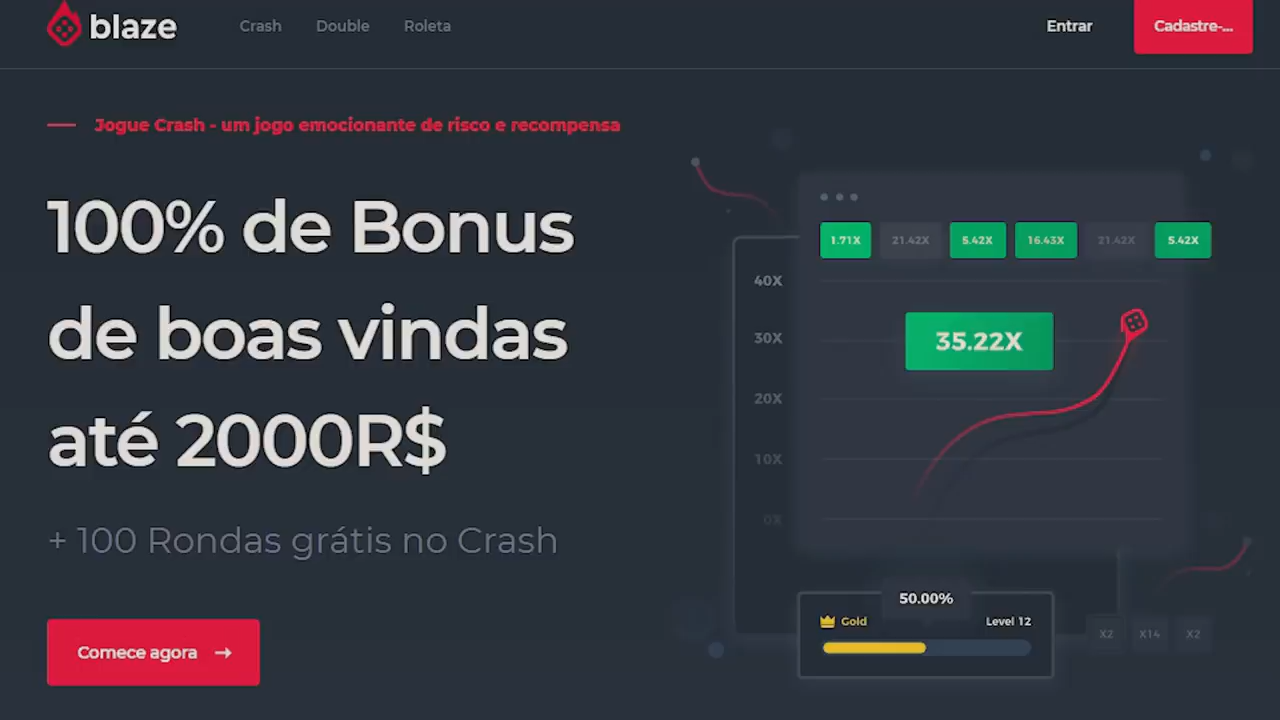 blaze
Crash Double Roleta
Entrar
Cadastre-...
Jogue Crash - um jogo emocionante de risco e recompensa
100% de Bonus
de boas vindas
até 2000R$
+ 100 Rondas grátis no Crash
Comece agora →
1.71X 21.42X 5.42X 16.43X 21.42X 5.42X
40X
35.22X
30X
20X
10X
0X
50.00%
Gold Level 12
X2 X14 X2